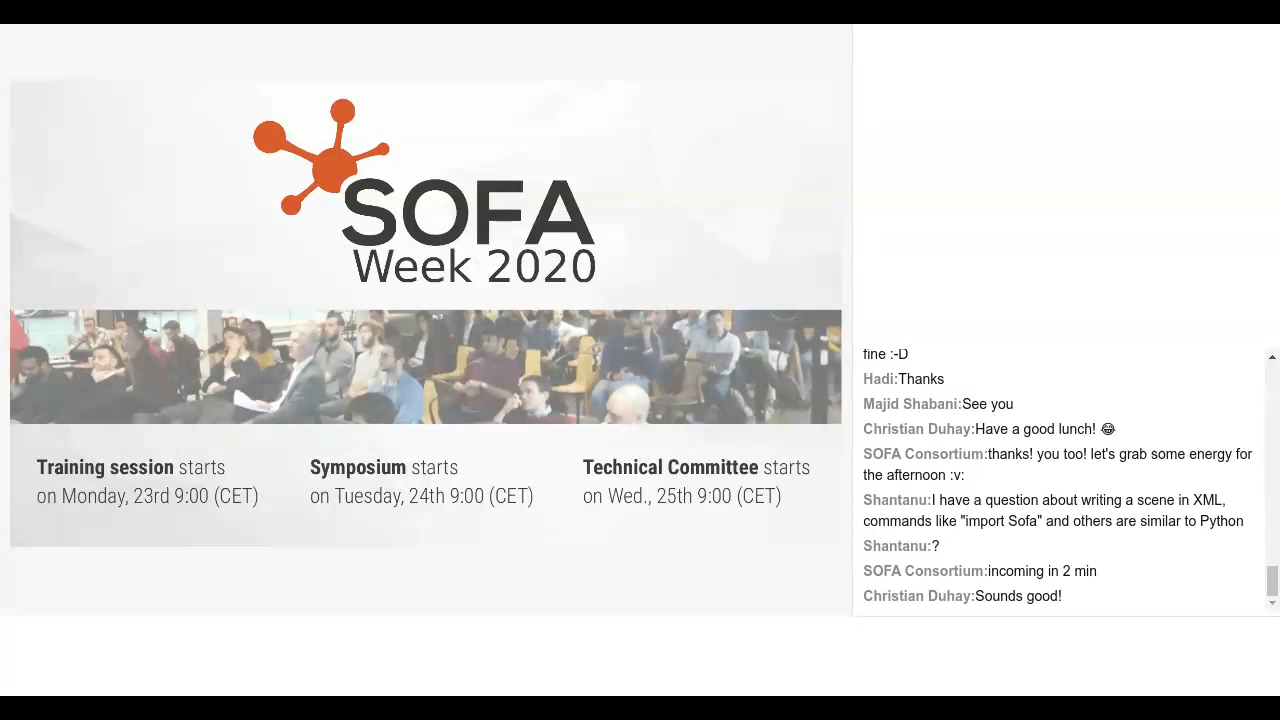 SOFA
Week 2020
Training session starts
on Monday, 23rd 9:00 (CET)
Symposium starts
on Tuesday, 24th 9:00 (CET)
Technical Committee starts
on Wed., 25th 9:00 (CET)
fine :-D
Hadi:Thanks
Majid Shabani:See you
Christian Duhay:Have a good lunch! 😂
SOFA Consortium:thanks! you too! let's grab some energy for
the afternoon :v:
Shantanu:I have a question about writing a scene in XML,
commands like "import Sofa" and others are similar to Python
Shantanu:?
SOFA Consortium:incoming in 2 min
Christian Duhay:Sounds good!